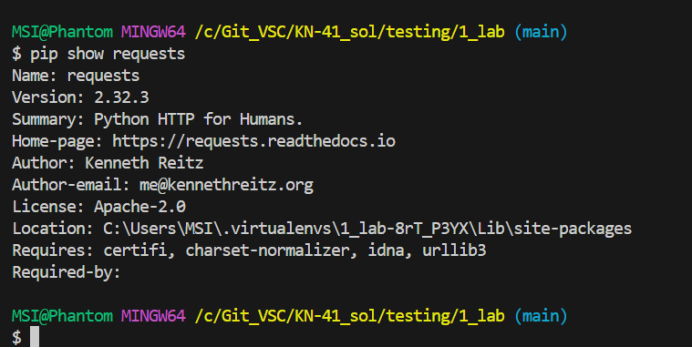 MSI@Phantom MINGW64 /c/Git_VSC/KN-41_sol/testing/1_lab (main)
$ pip show requests
Name: requests
Version: 2.32.3
Summary: Python HTTP for Humans.
Home-page: https://requests.readthedocs.io
Author: Kenneth Reitz
Author-email: me@kennethreitz.org
License: Apache-2.0
Location: C:\Users\MSI\.virtualenvs\1_lab-8rT_P3YX\Lib\site-packages
Requires: certifi, charset-normalizer, idna, urllib3
Required-by:
MSI@Phantom MINGW64 /c/Git_VSC/KN-41_sol/testing/1_lab (main)
$